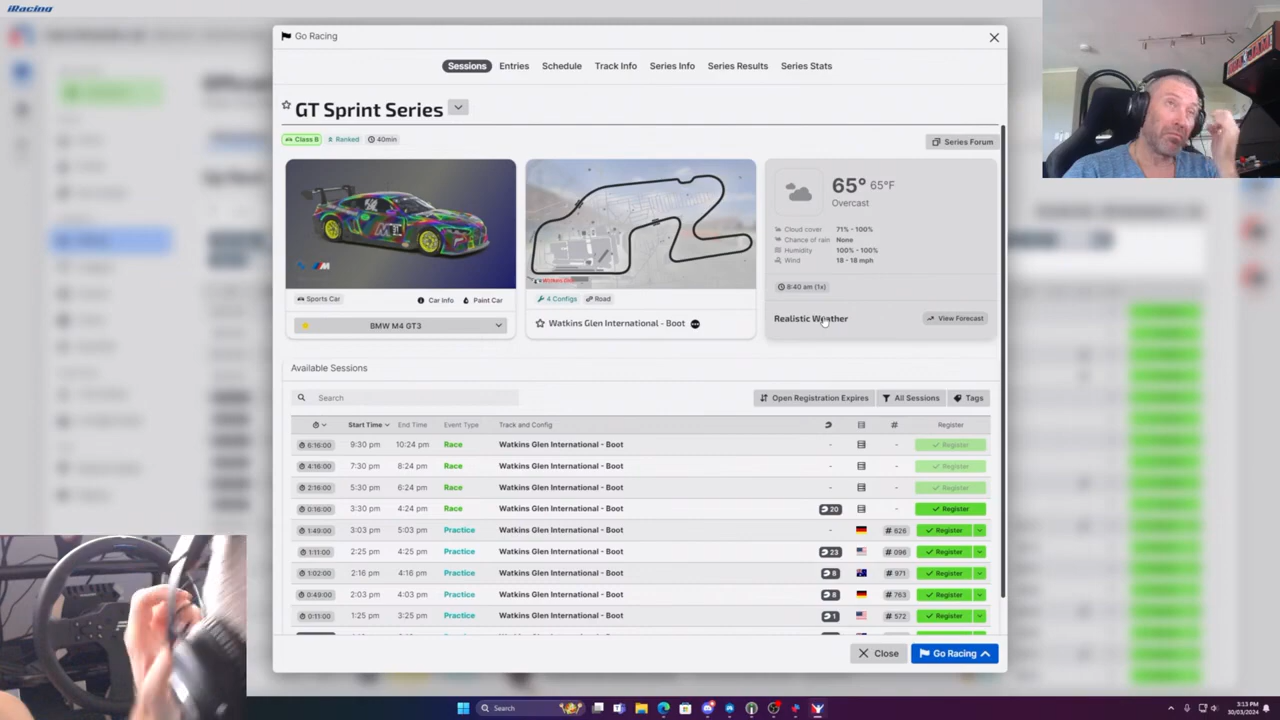 iRacing
Go Racing
Sessions Entries Schedule Track Info Series Info Series Results Series Stats
GT Sprint Series
Class B Ranked 40min
Series Forum
65° 65°F
Overcast
Cloud cover 71% - 100%
Chance of rain None
Humidity 100% - 100%
Wind 18 - 18 mph
8:40 am (1x)
Realistic Weather View Forecast
Sports Car Car Info Paint Car
BMW M4 GT3
4 Configs Road
Watkins Glen International - Boot
Available Sessions
Search Open Registration Expires All Sessions Tags
Start Time End Time Event Type Track and Config # Register
6:16:00 9:30 pm 10:24 pm Race Watkins Glen International - Boot - - Register
4:16:00 7:30 pm 8:24 pm Race Watkins Glen International - Boot - - Register
2:16:00 5:30 pm 6:24 pm Race Watkins Glen International - Boot - - Register
0:16:00 3:30 pm 4:24 pm Race Watkins Glen International - Boot 20 - Register
1:49:00 3:03 pm 5:03 pm Practice Watkins Glen International - Boot - # 626 Register
1:11:00 2:25 pm 4:25 pm Practice Watkins Glen International - Boot 23 # 096 Register
1:02:00 2:16 pm 4:16 pm Practice Watkins Glen International - Boot 8 # 971 Register
0:49:00 2:03 pm 4:03 pm Practice Watkins Glen International - Boot 8 # 763 Register
0:11:00 1:25 pm 3:25 pm Practice Watkins Glen International - Boot 1 # 572 Register
Close Go Racing
Search
3:13 PM
30/03/2024